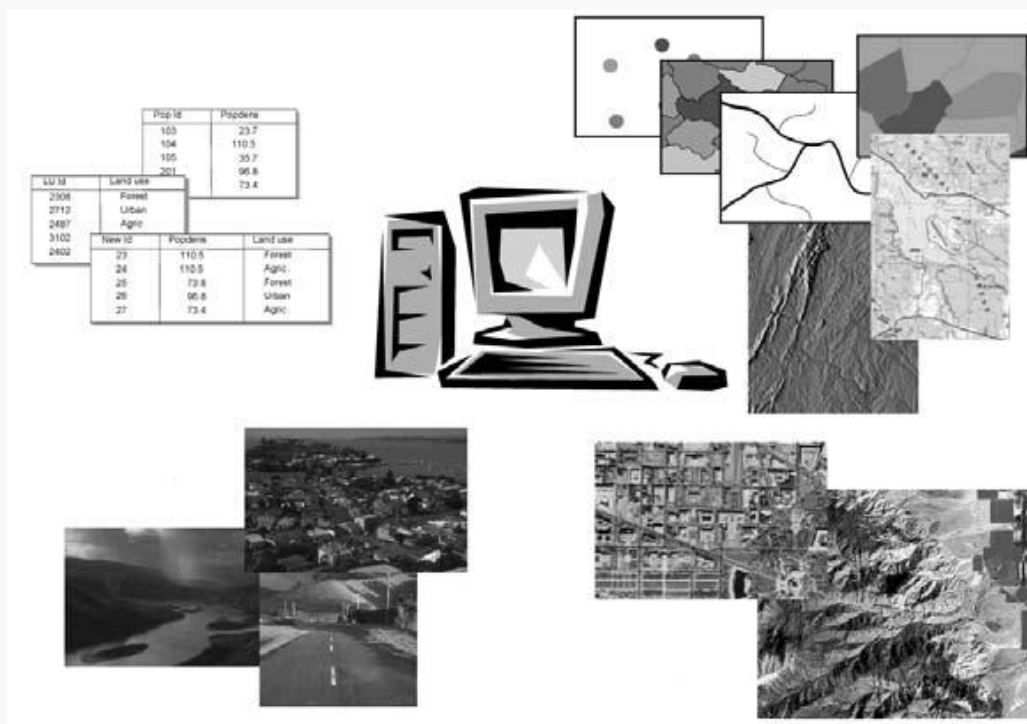 Pop Id Popdens
103 23.7
104 110.5
105 35.7
201 96.8
73.4
LU Id Land use
2308 Forest
2712 Urban
2487 Agric
3102
2402
New Id Popdens Land use
23 110.5 Forest
24 110.5 Agric.
25 73.6 Forest
26 96.8 Urban
27 73.4 Agric.